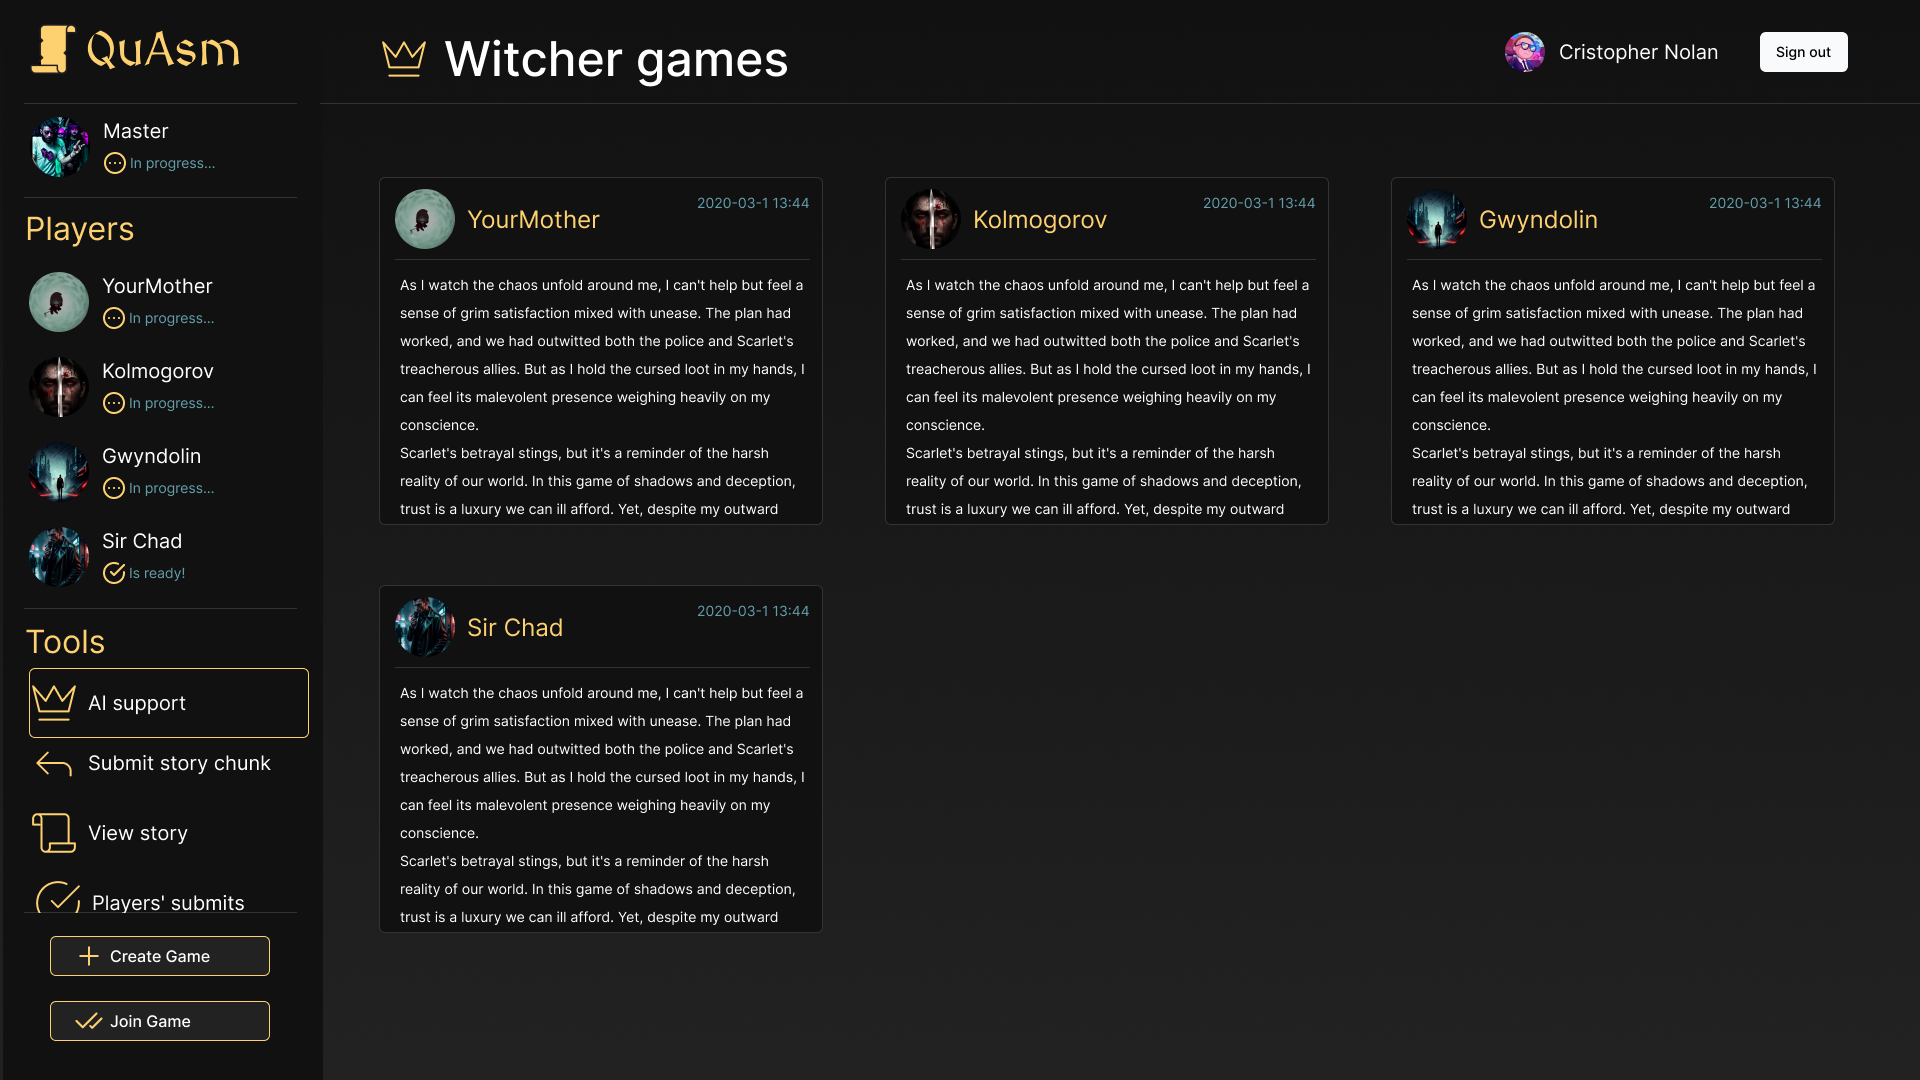 QuAsm
Witcher games
Cristopher Nolan
Sign out
Master
In progress...
Players
YourMother
In progress...
Kolmogorov
In progress...
Gwyndolin
In progress...
Sir Chad
Is ready!
Tools
AI support
Submit story chunk
View story
Players' submits
Create Game
Join Game
YourMother
2020-03-1 13:44
As I watch the chaos unfold around me, I can't help but feel a
sense of grim satisfaction mixed with unease. The plan had
worked, and we had outwitted both the police and Scarlet's
treacherous allies. But as I hold the cursed loot in my hands, I
can feel its malevolent presence weighing heavily on my
conscience.
Scarlet's betrayal stings, but it's a reminder of the harsh
reality of our world. In this game of shadows and deception,
trust is a luxury we can ill afford. Yet, despite my outward
Kolmogorov
2020-03-1 13:44
As I watch the chaos unfold around me, I can't help but feel a
sense of grim satisfaction mixed with unease. The plan had
worked, and we had outwitted both the police and Scarlet's
treacherous allies. But as I hold the cursed loot in my hands, I
can feel its malevolent presence weighing heavily on my
conscience.
Scarlet's betrayal stings, but it's a reminder of the harsh
reality of our world. In this game of shadows and deception,
trust is a luxury we can ill afford. Yet, despite my outward
Gwyndolin
2020-03-1 13:44
As I watch the chaos unfold around me, I can't help but feel a
sense of grim satisfaction mixed with unease. The plan had
worked, and we had outwitted both the police and Scarlet's
treacherous allies. But as I hold the cursed loot in my hands, I
can feel its malevolent presence weighing heavily on my
conscience.
Scarlet's betrayal stings, but it's a reminder of the harsh
reality of our world. In this game of shadows and deception,
trust is a luxury we can ill afford. Yet, despite my outward
Sir Chad
2020-03-1 13:44
As I watch the chaos unfold around me, I can't help but feel a
sense of grim satisfaction mixed with unease. The plan had
worked, and we had outwitted both the police and Scarlet's
treacherous allies. But as I hold the cursed loot in my hands, I
can feel its malevolent presence weighing heavily on my
conscience.
Scarlet's betrayal stings, but it's a reminder of the harsh
reality of our world. In this game of shadows and deception,
trust is a luxury we can ill afford. Yet, despite my outward